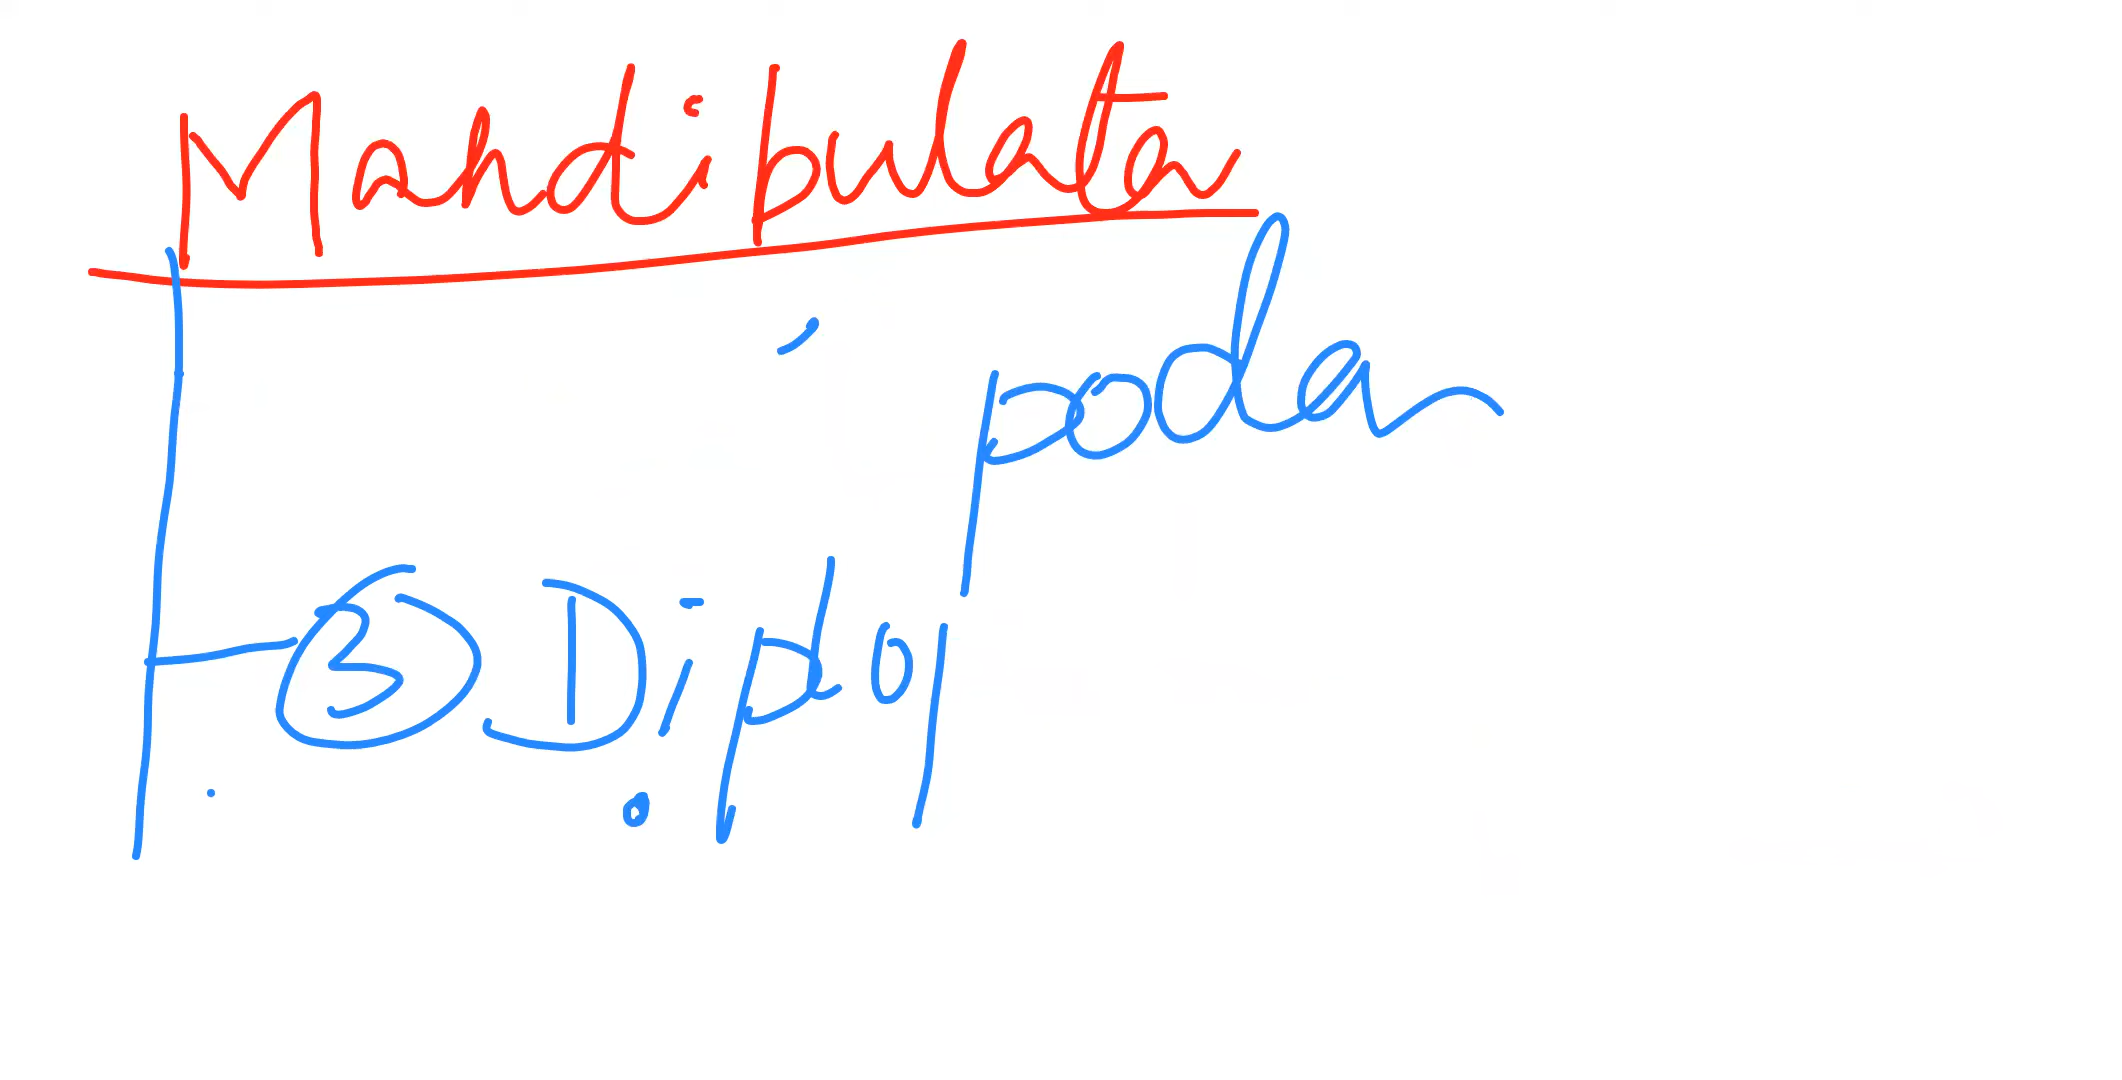 Mandibulata
poda
③ Diplo